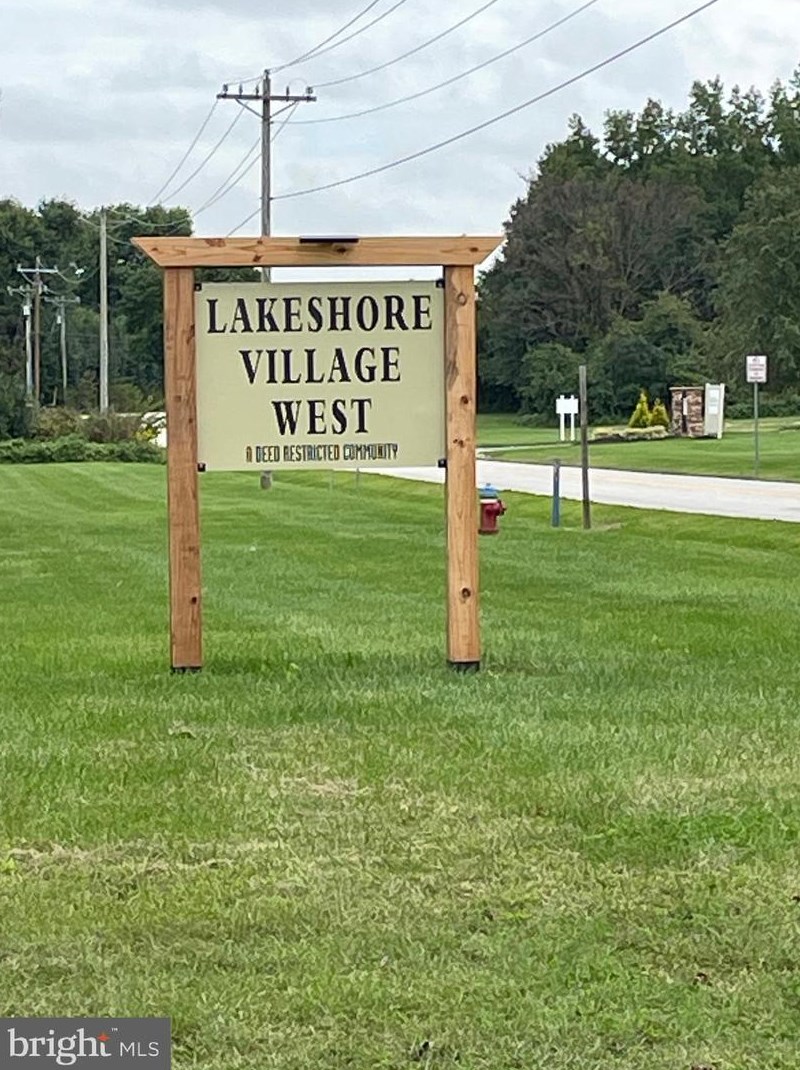 LAKESHORE
VILLAGE
WEST
A DEED RESTRICTED COMMUNITY
bright MLS